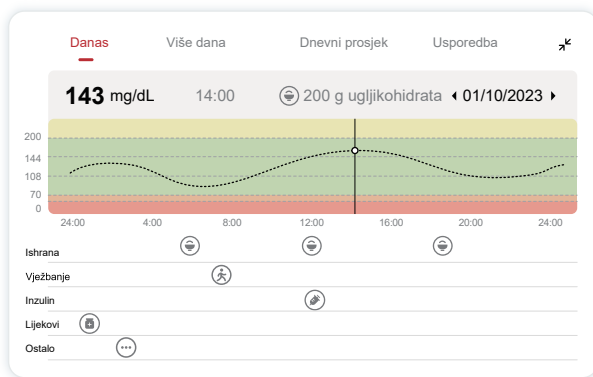 Danas Više dana Dnevni prosjek Usporedba
143 mg/dL 14:00 200 g ugljikohidrata 01/10/2023
200
144
108
70
0
24:00 4:00 8:00 12:00 16:00 20:00 24:00
Ishrana
Vježbanje
Inzulin
Lijekovi
Ostalo